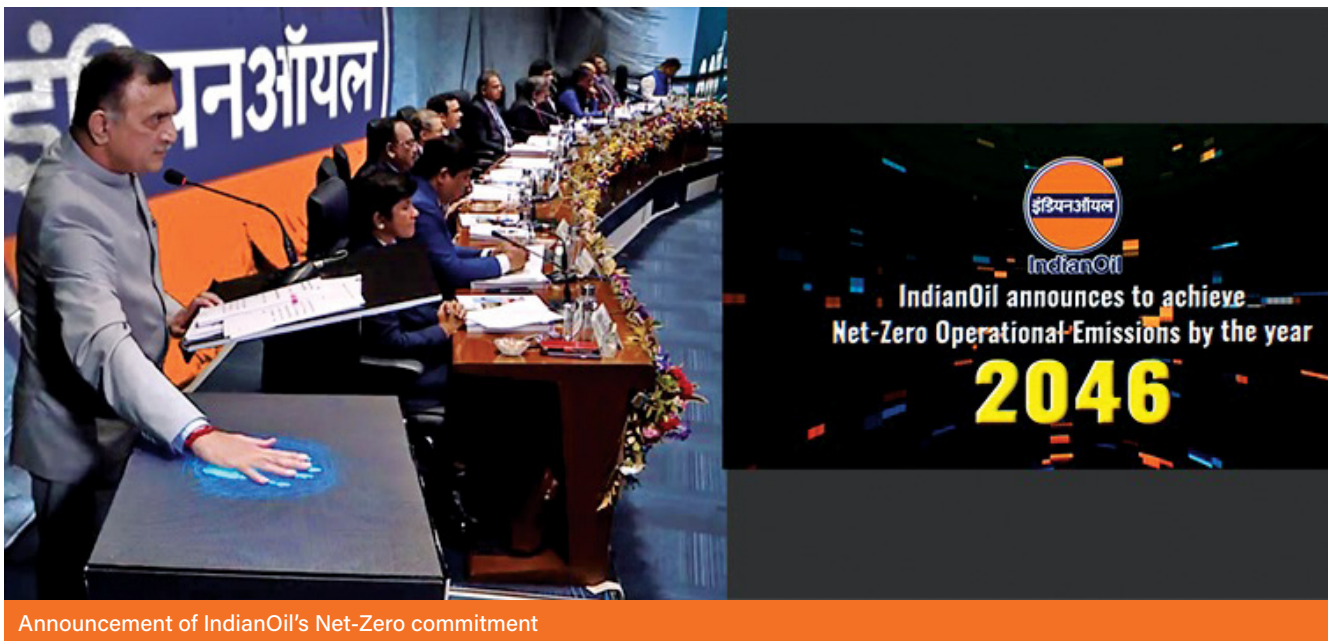 इंडियनऑयल
इंडियनऑयल
IndianOil
IndianOil announces to achieve
Net-Zero Operational Emissions by the year
2046
Announcement of IndianOil's Net-Zero commitment